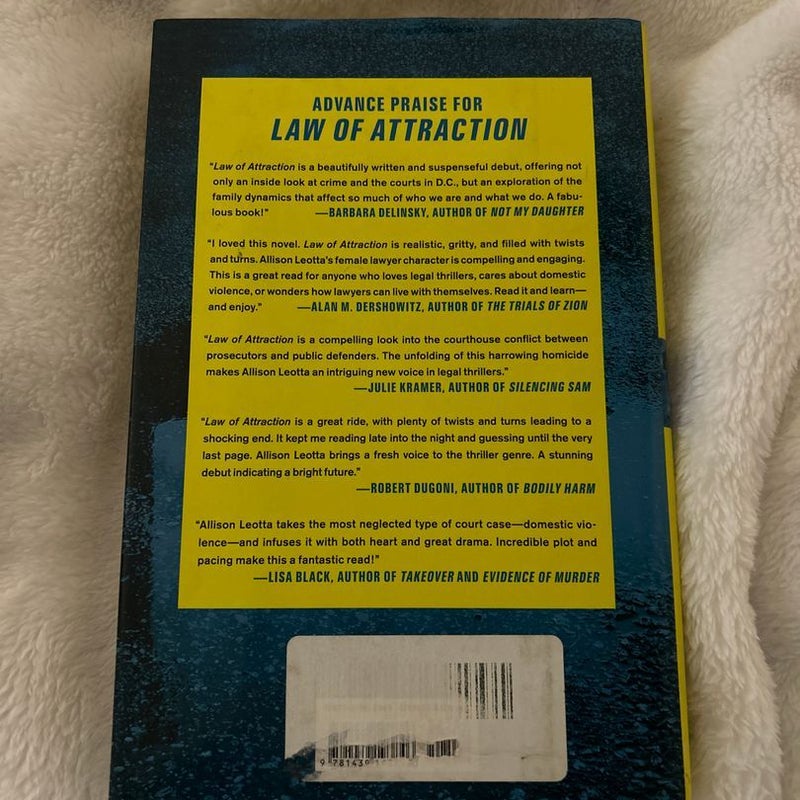 ADVANCE PRAISE FOR
LAW OF ATTRACTION
"Law of Attraction is a beautifully written and suspenseful debut, offering not
only an inside look at crime and the courts in D.C., but an exploration of the
family dynamics that affect so much of who we are and what we do. A fabu-
lous book!" —BARBARA DELINSKY, AUTHOR OF NOT MY DAUGHTER
"I loved this novel. Law of Attraction is realistic, gritty, and filled with twists
and turns. Allison Leotta's female lawyer character is compelling and engaging.
This is a great read for anyone who loves legal thrillers, cares about domestic
violence, or wonders how lawyers can live with themselves. Read it and learn—
and enjoy." —ALAN M. DERSHOWITZ, AUTHOR OF THE TRIALS OF ZION
"Law of Attraction is a compelling look into the courthouse conflict between
prosecutors and public defenders. The unfolding of this harrowing homicide
makes Allison Leotta an intriguing new voice in legal thrillers."
—JULIE KRAMER, AUTHOR OF SILENCING SAM
"Law of Attraction is a great ride, with plenty of twists and turns leading to a
shocking end. It kept me reading late into the night and guessing until the very
last page. Allison Leotta brings a fresh voice to the thriller genre. A stunning
debut indicating a bright future."
—ROBERT DUGONI, AUTHOR OF BODILY HARM
"Allison Leotta takes the most neglected type of court case—domestic vio-
lence—and infuses it with both heart and great drama. Incredible plot and
pacing make this a fantastic read!"
—LISA BLACK, AUTHOR OF TAKEOVER AND EVIDENCE OF MURDER
9 78143